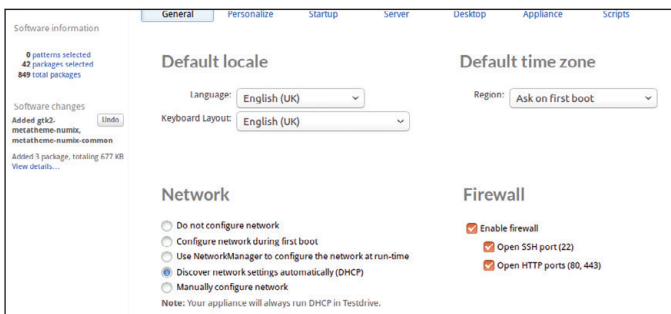 General Personalize Startup Server Desktop Appliance Scripts
Software information
0 patterns selected
42 packages selected
849 total packages
Software changes
Added gtk2-
metatheme-numix,
metatheme-numix-common
Undo
Added 3 package, totaling 677 KB
View details...
Default locale
Language: English (UK)
Keyboard Layout: English (UK)
Default time zone
Region: Ask on first boot
Network
Do not configure network
Configure network during first boot
Use NetworkManager to configure the network at run-time
Discover network settings automatically (DHCP)
Manually configure network
Note: Your appliance will always run DHCP in Testdrive.
Firewall
Enable firewall
Open SSH port (22)
Open HTTP ports (80, 443)